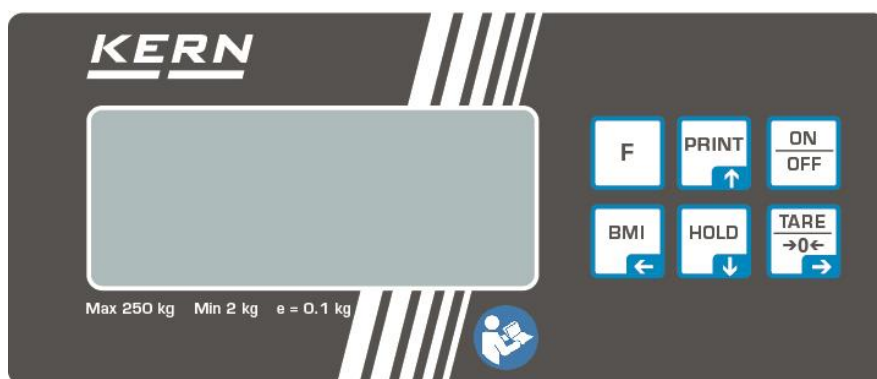 KERN
F
PRINT
↑
ON
OFF
BMI
←
HOLD
↓
TARE
→0←
→
Max 250 kg Min 2 kg e = 0.1 kg